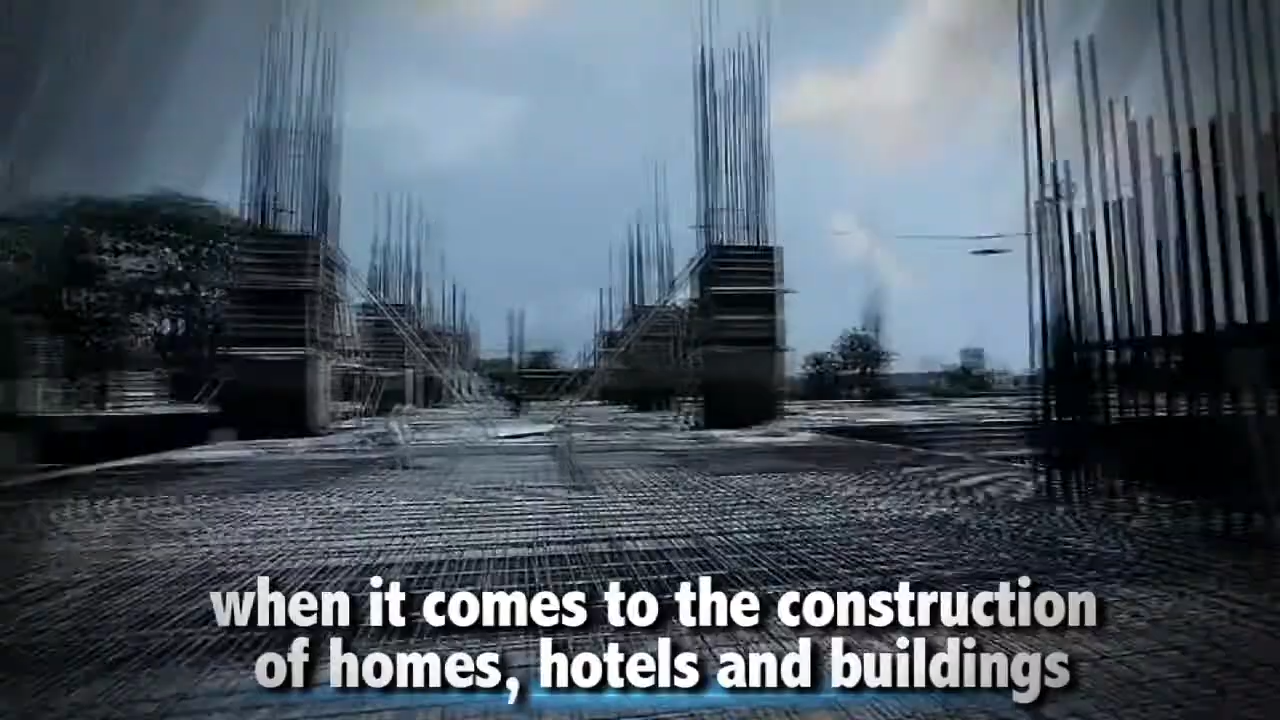 when it comes to the construction
of homes, hotels and buildings